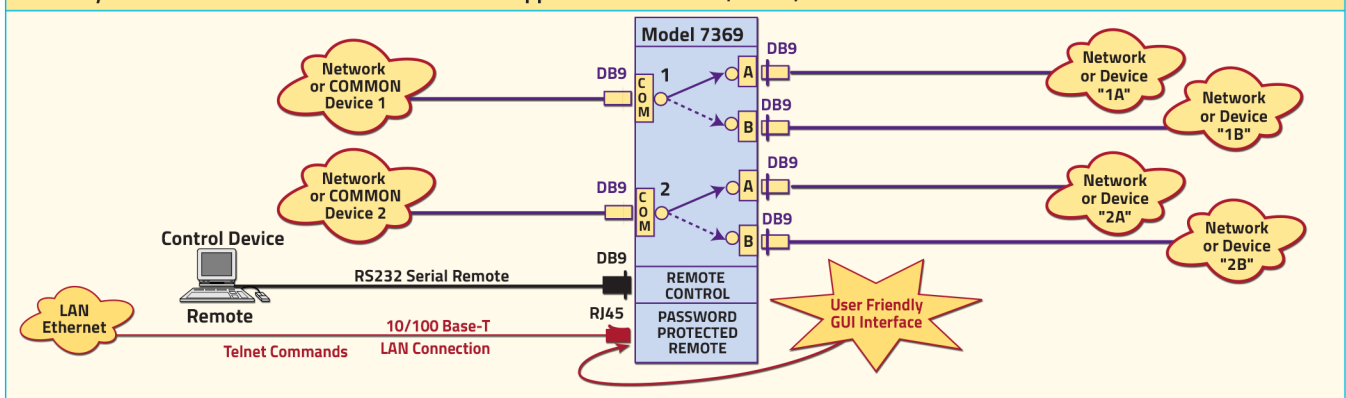 Model 7369
Network
or COMMON
Device 1
DB9
COM
1
A
DB9
B
DB9
Network
or Device
"1A"
Network
or Device
"1B"
Network
or COMMON
Device 2
DB9
COM
2
A
DB9
B
DB9
Network
or Device
"2A"
Network
or Device
"2B"
Control Device
Remote
RS232 Serial Remote
DB9
REMOTE
CONTROL
LAN
Ethernet
10/100 Base-T
Telnet Commands
LAN Connection
RJ45
PASSWORD
PROTECTED
REMOTE
User Friendly
GUI Interface